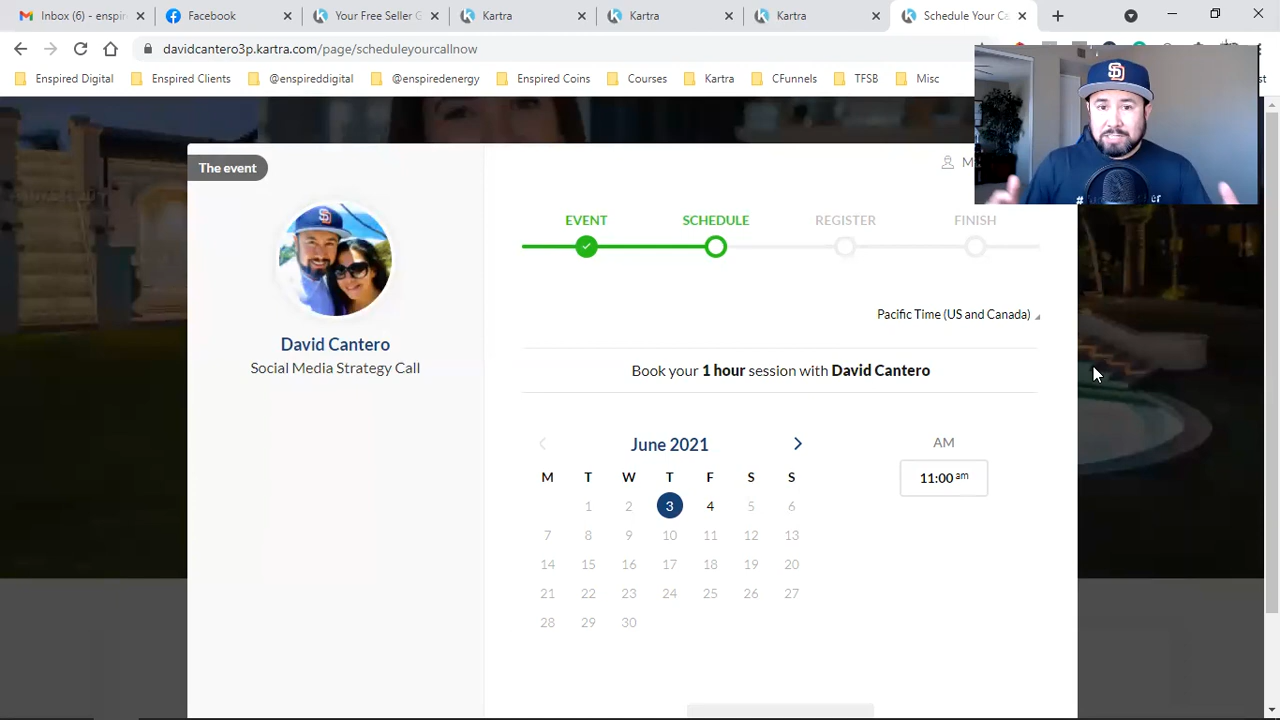 Inbox (6) - enspir
Facebook
Your Free Seller G
Kartra
Kartra
Kartra
Schedule Your Ca
davidcantero3p.kartra.com/page/scheduleyourcallnow
Enspired Digital
Enspired Clients
@enspireddigital
@enspiredenergy
Enspired Coins
Courses
Kartra
CFunnels
TFSB
Misc
The event
SD
David Cantero
Social Media Strategy Call
EVENT
SCHEDULE
REGISTER
FINISH
Pacific Time (US and Canada)
Book your 1 hour session with David Cantero
June 2021
M T W T F S S
1 2 3 4 5 6
7 8 9 10 11 12 13
14 15 16 17 18 19 20
21 22 23 24 25 26 27
28 29 30
AM
11:00 am
SD